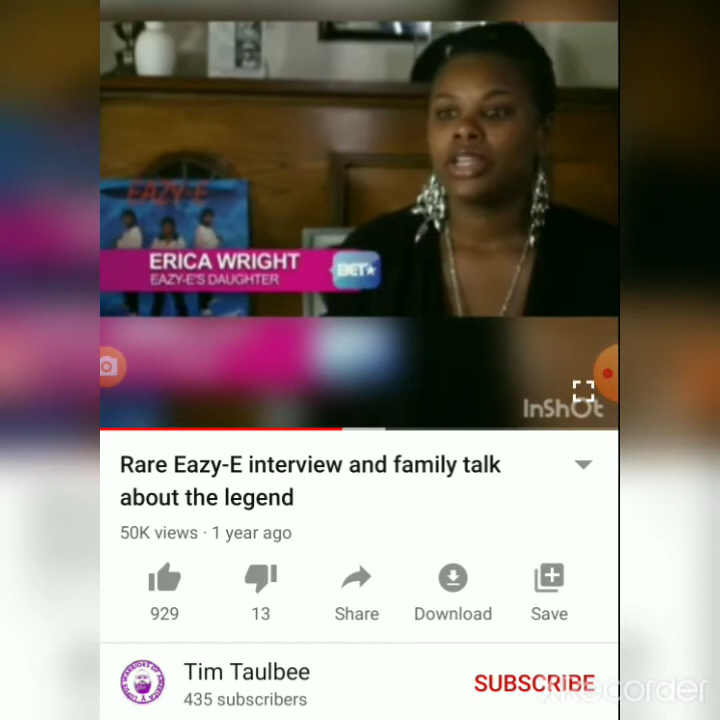 EAZY-E
ERICA WRIGHT
EAZY-E'S DAUGHTER
BET★
InShOt
Rare Eazy-E interview and family talk
about the legend
50K views · 1 year ago
929
13
Share
Download
Save
Tim Taulbee
435 subscribers
SUBSCRIBE
XRecorder